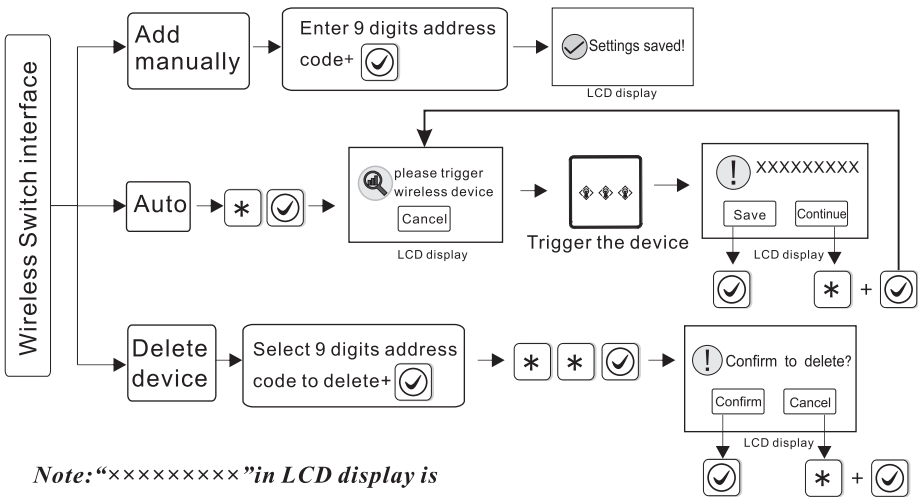 Wireless Switch interface
Add
manually
Enter 9 digits address
code+
Settings saved!
LCD display
Auto
*
please trigger
wireless device
Cancel
LCD display
Trigger the device
! XXXXXXXXX
Save Continue
LCD display
* +
Delete
device
Select 9 digits address
code to delete+
* *
! Confirm to delete?
Confirm Cancel
LCD display
* +
Note:“×××××××××”in LCD display is